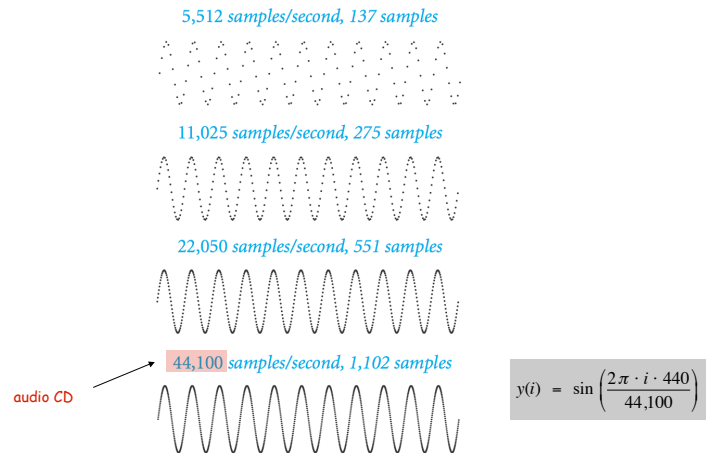 5,512 samples/second, 137 samples
11,025 samples/second, 275 samples
22,050 samples/second, 551 samples
44,100 samples/second, 1,102 samples
audio CD
y(i) = sin (2π · i · 440 / 44,100)